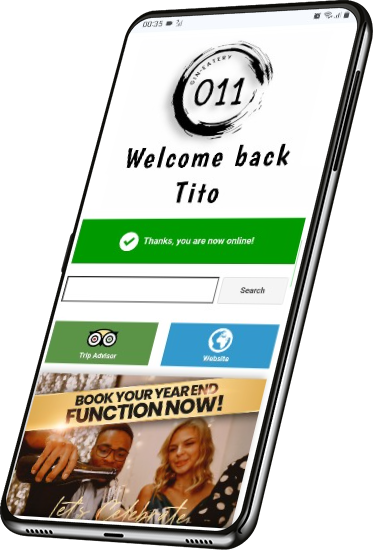 00:35
GIN-EATERY
011
Welcome back
Tito
Thanks, you are now online!
Search
Trip Advisor
Website
BOOK YOUR YEAR END
FUNCTION NOW!
Let's Celebrate